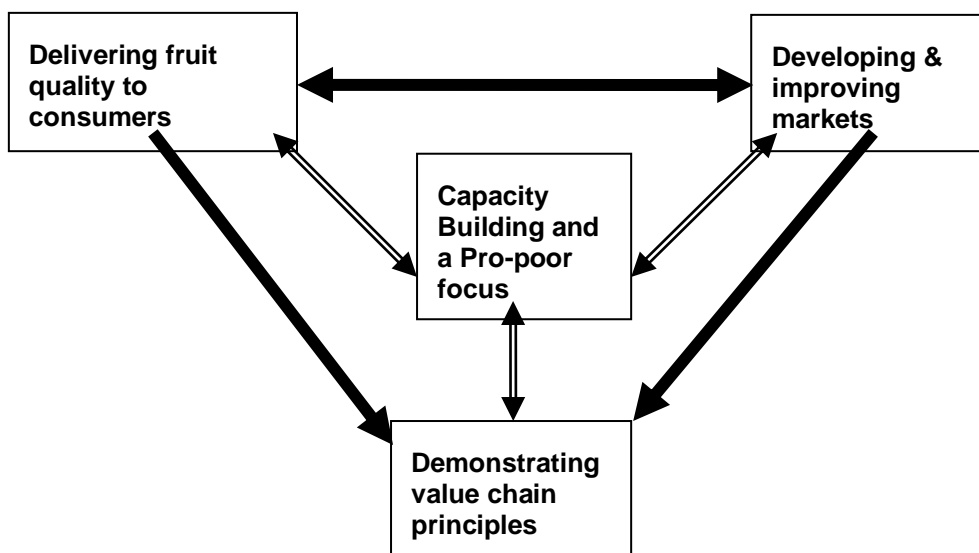 Delivering fruit
quality to
consumers
Developing &
improving
markets
Capacity
Building and
a Pro-poor
focus
Demonstrating
value chain
principles